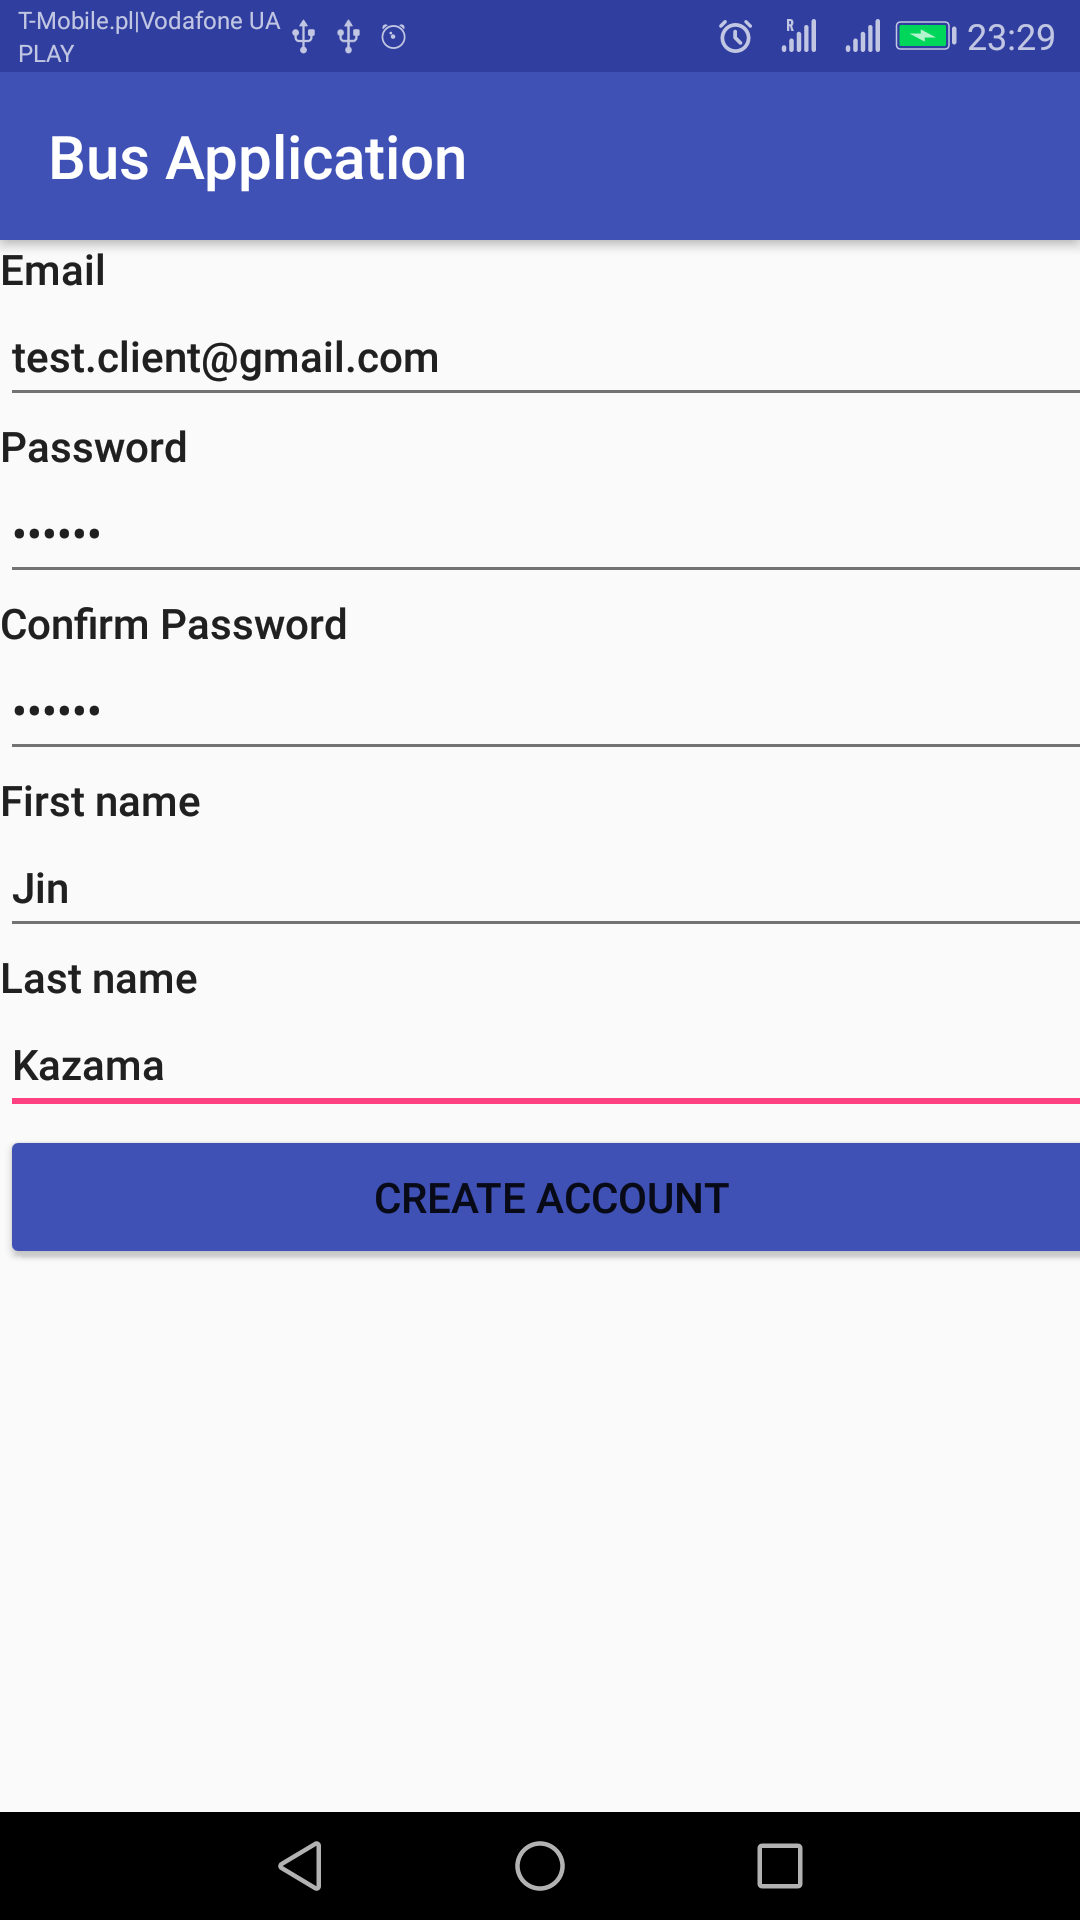 T-Mobile.pl|Vodafone UA
PLAY
R
23:29
Bus Application
Email
test.client@gmail.com
Password
••••••
Confirm Password
••••••
First name
Jin
Last name
Kazama
CREATE ACCOUNT